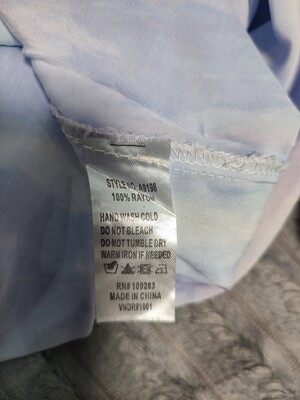 STYLE NO. A9198
100% RAYON
HAND WASH COLD
DO NOT BLEACH
DO NOT TUMBLE DRY
WARM IRON IF NEEDED
RN# 109283
MADE IN CHINA